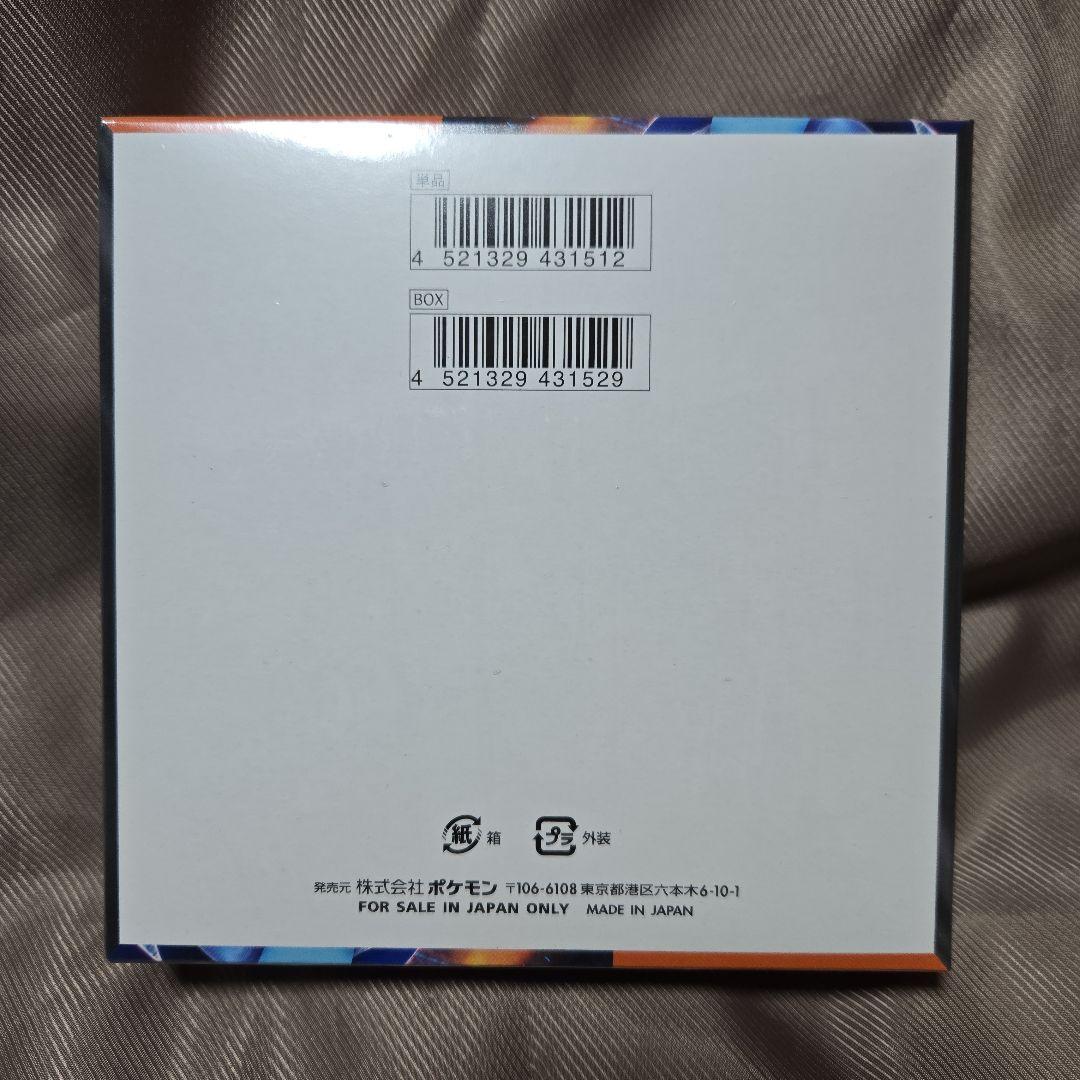 単品
4 521329 431512
BOX
4 521329 431529
紙 箱 プラ 外装
発売元 株式会社 ポケモン 〒106-6108 東京都港区六本木6-10-1
FOR SALE IN JAPAN ONLY MADE IN JAPAN